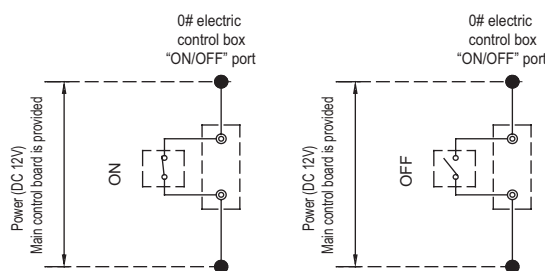 0# electric
control box
“ON/OFF” port
Power (DC 12V)
Main control board is provided
ON
0# electric
control box
“ON/OFF” port
Power (DC 12V)
Main control board is provided
OFF